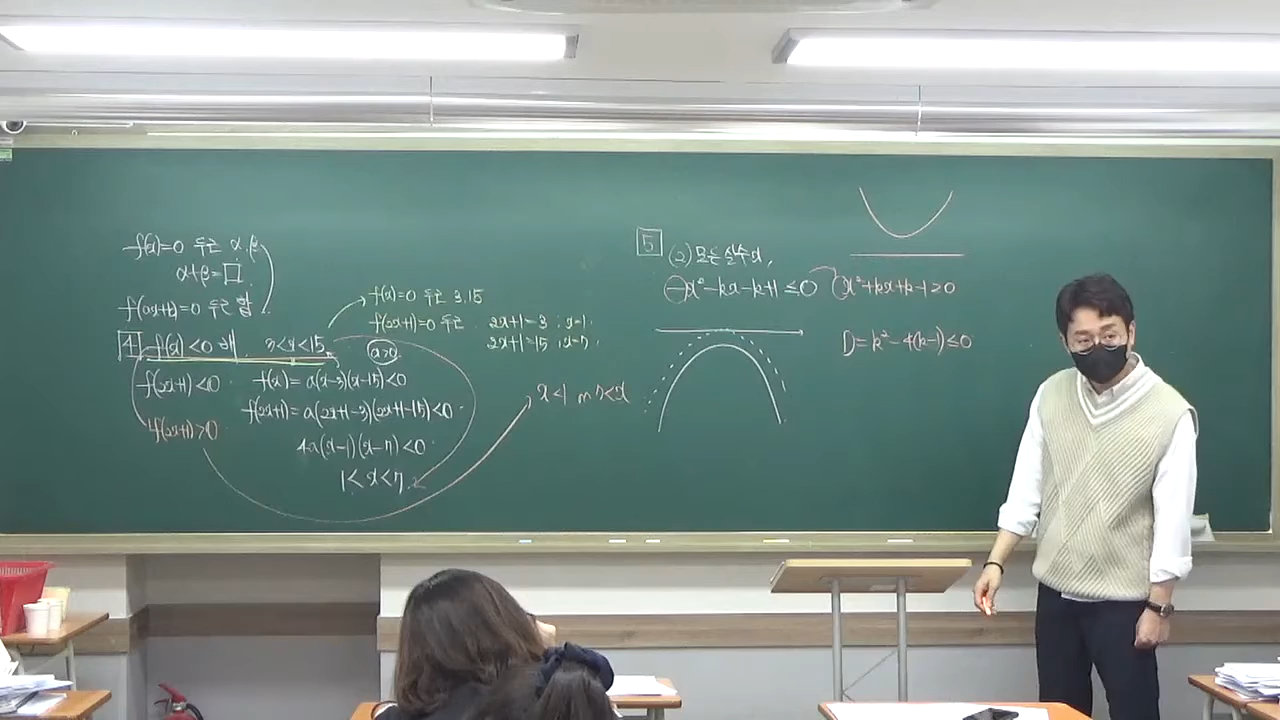 f(x)=0 두근 α, β
α+β=□
f(ax+b)=0 두근 합
4 f(x)<0 해 3<x<15
f(2x+1)<0
4f(2x+1)>0
f(x)=0 두근 3, 15
f(2x+1)=0 두근 2x+1=3, x=1
2x+1=15, x=7
a>0
f(x)=a(x-3)(x-15)<0
f(2x+1)=a(2x+1-3)(2x+1-15)<0
4a(x-1)(x-7)<0
1<x<7
x<1 or 7<x
5 (2) 모든 실수 x,
-x²-kx-k+1≤0
x²+kx+k-1≥0
D=k²-4(k-1)≤0